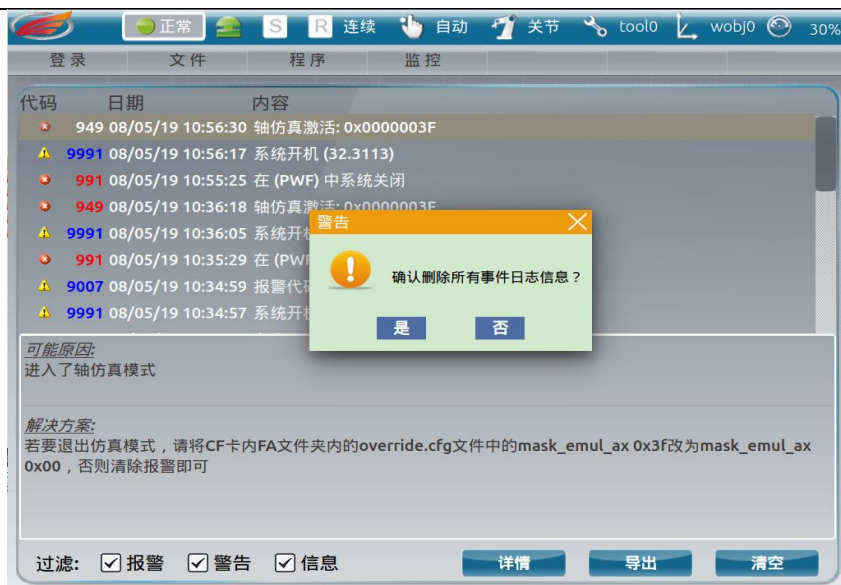 正常 S R 连续 自动 关节 tool0 wobj0 30%
登录 文件 程序 监控
代码 日期 内容
949 08/05/19 10:56:30 轴仿真激活: 0x0000003F
9991 08/05/19 10:56:17 系统开机 (32.3113)
991 08/05/19 10:55:25 在 (PWF) 中系统关闭
949 08/05/19 10:36:18 轴仿真激活: 0x0000003F
9991 08/05/19 10:36:05 系统开机
991 08/05/19 10:35:29 在 (PWF
9007 08/05/19 10:34:59 报警代码
9991 08/05/19 10:34:57 系统开机
警告
确认删除所有事件日志信息？
是 否
可能原因:
进入了轴仿真模式
解决方案:
若要退出仿真模式，请将CF卡内FA文件夹内的override.cfg文件中的mask_emul_ax 0x3f改为mask_emul_ax
0x00，否则清除报警即可
过滤: 报警 警告 信息 详情 导出 清空